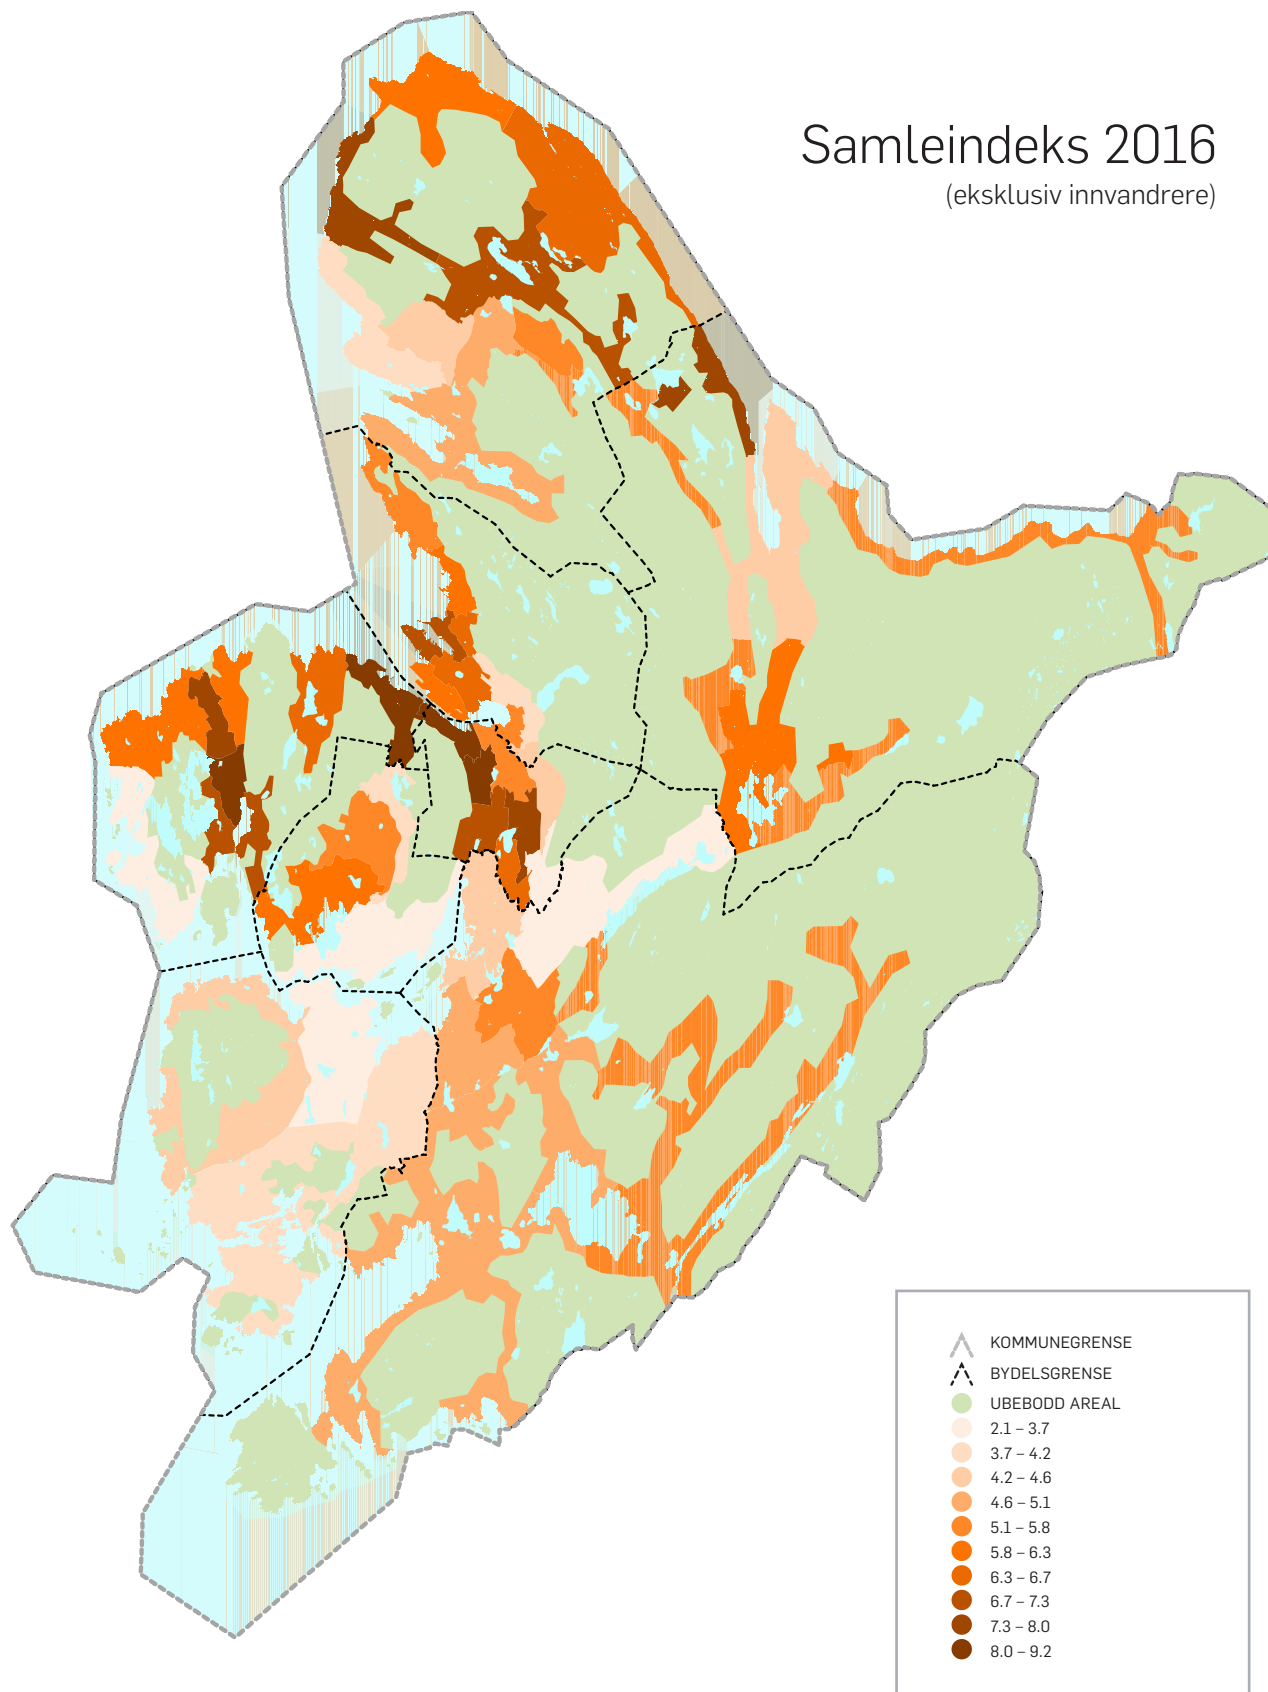 Samleindeks 2016
(eksklusiv innvandrere)
KOMMUNEGRENSE
BYDELSGRENSE
UBEBODD AREAL
2.1 – 3.7
3.7 – 4.2
4.2 – 4.6
4.6 – 5.1
5.1 – 5.8
5.8 – 6.3
6.3 – 6.7
6.7 – 7.3
7.3 – 8.0
8.0 – 9.2